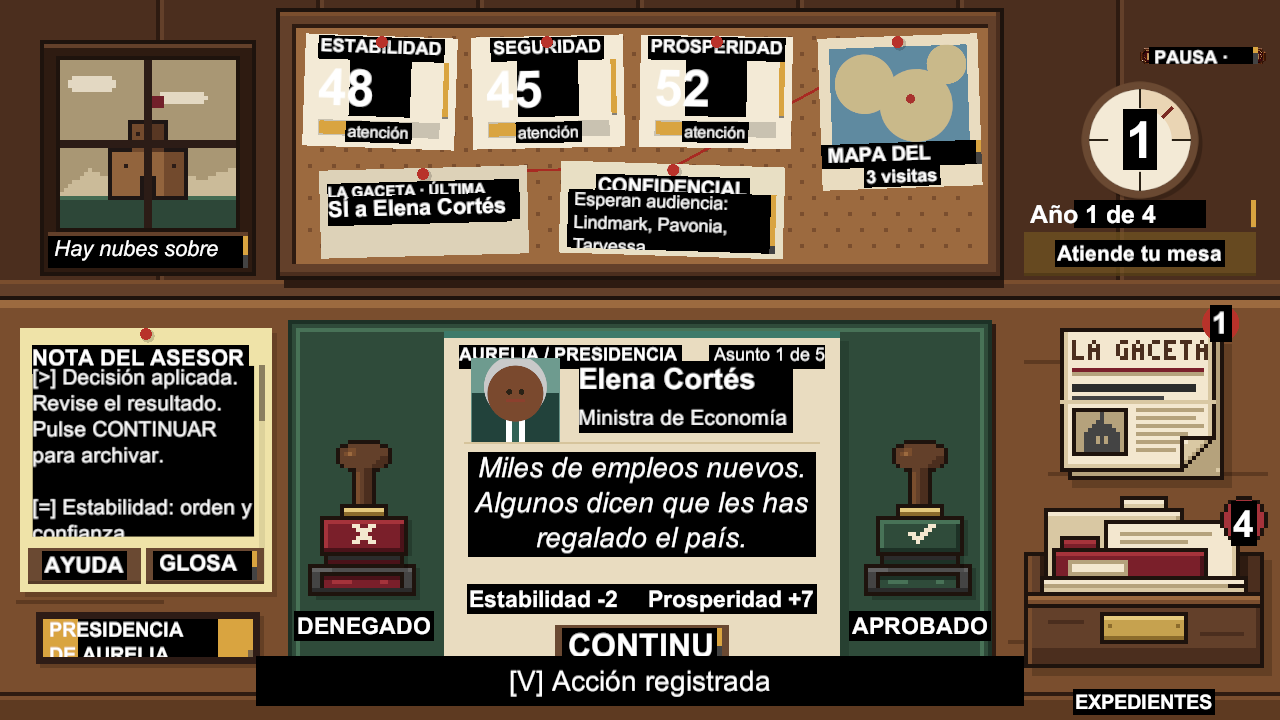 ESTABILIDAD
48
atención
SEGURIDAD
45
atención
PROSPERIDAD
52
atención
MAPA DEL
3 visitas
PAUSA ·
1
Año 1 de 4
Atiende tu mesa
Hay nubes sobre
LA GACETA · ÚLTIMA
SÍ a Elena Cortés
CONFIDENCIAL
Esperan audiencia:
Lindmark, Pavonia,
Tarvessa
NOTA DEL ASESOR
[>] Decisión aplicada.
Revise el resultado.
Pulse CONTINUAR
para archivar.
[=] Estabilidad: orden y
confianza
AYUDA
GLOSA
PRESIDENCIA
DE AURELIA
DENEGADO
AURELIA / PRESIDENCIA
Asunto 1 de 5
Elena Cortés
Ministra de Economía
Miles de empleos nuevos.
Algunos dicen que les has
regalado el país.
Estabilidad -2 Prosperidad +7
CONTINU
APROBADO
[V] Acción registrada
1
LA GACETA
4
EXPEDIENTES